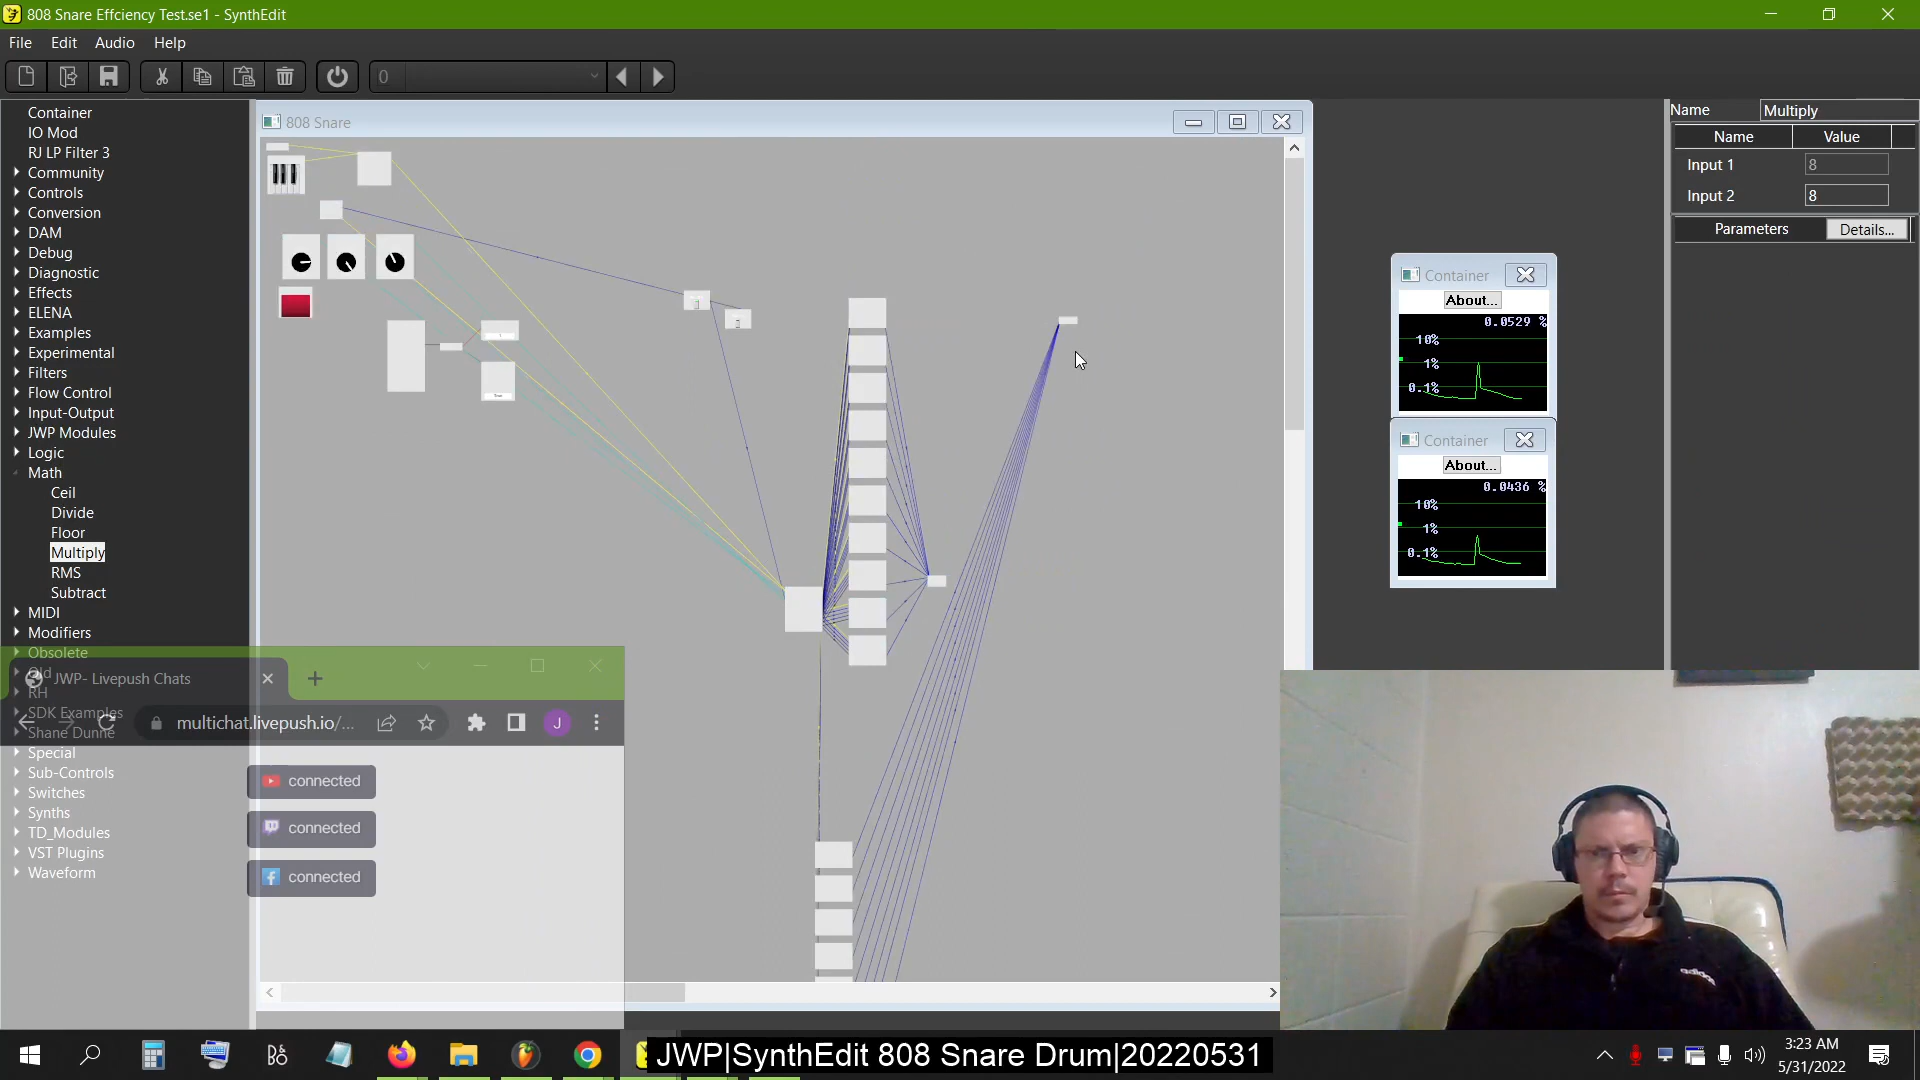 808 Snare Effciency Test.se1 - SynthEdit
File Edit Audio Help
0
Container
IO Mod
RJ LP Filter 3
Community
Controls
Conversion
DAM
Debug
Diagnostic
Effects
ELENA
Examples
Experimental
Filters
Flow Control
Input-Output
JWP Modules
Logic
Math
Ceil
Divide
Floor
Multiply
RMS
Subtract
MIDI
Modifiers
Obsolete
Old
RH
SDK Examples
Shane Dunne
Special
Sub-Controls
Switches
Synths
TD_Modules
VST Plugins
Waveform
808 Snare
JWP- Livepush Chats
multichat.livepush.io/...
J
connected
connected
connected
Container
About...
0.0529 %
10%
1%
0.1%
Container
About...
0.0436 %
10%
1%
0.1%
Name Multiply
Name Value
Input 1 8
Input 2 8
Parameters Details...
adidas
JWP|SynthEdit 808 Snare Drum|20220531
3:23 AM
5/31/2022